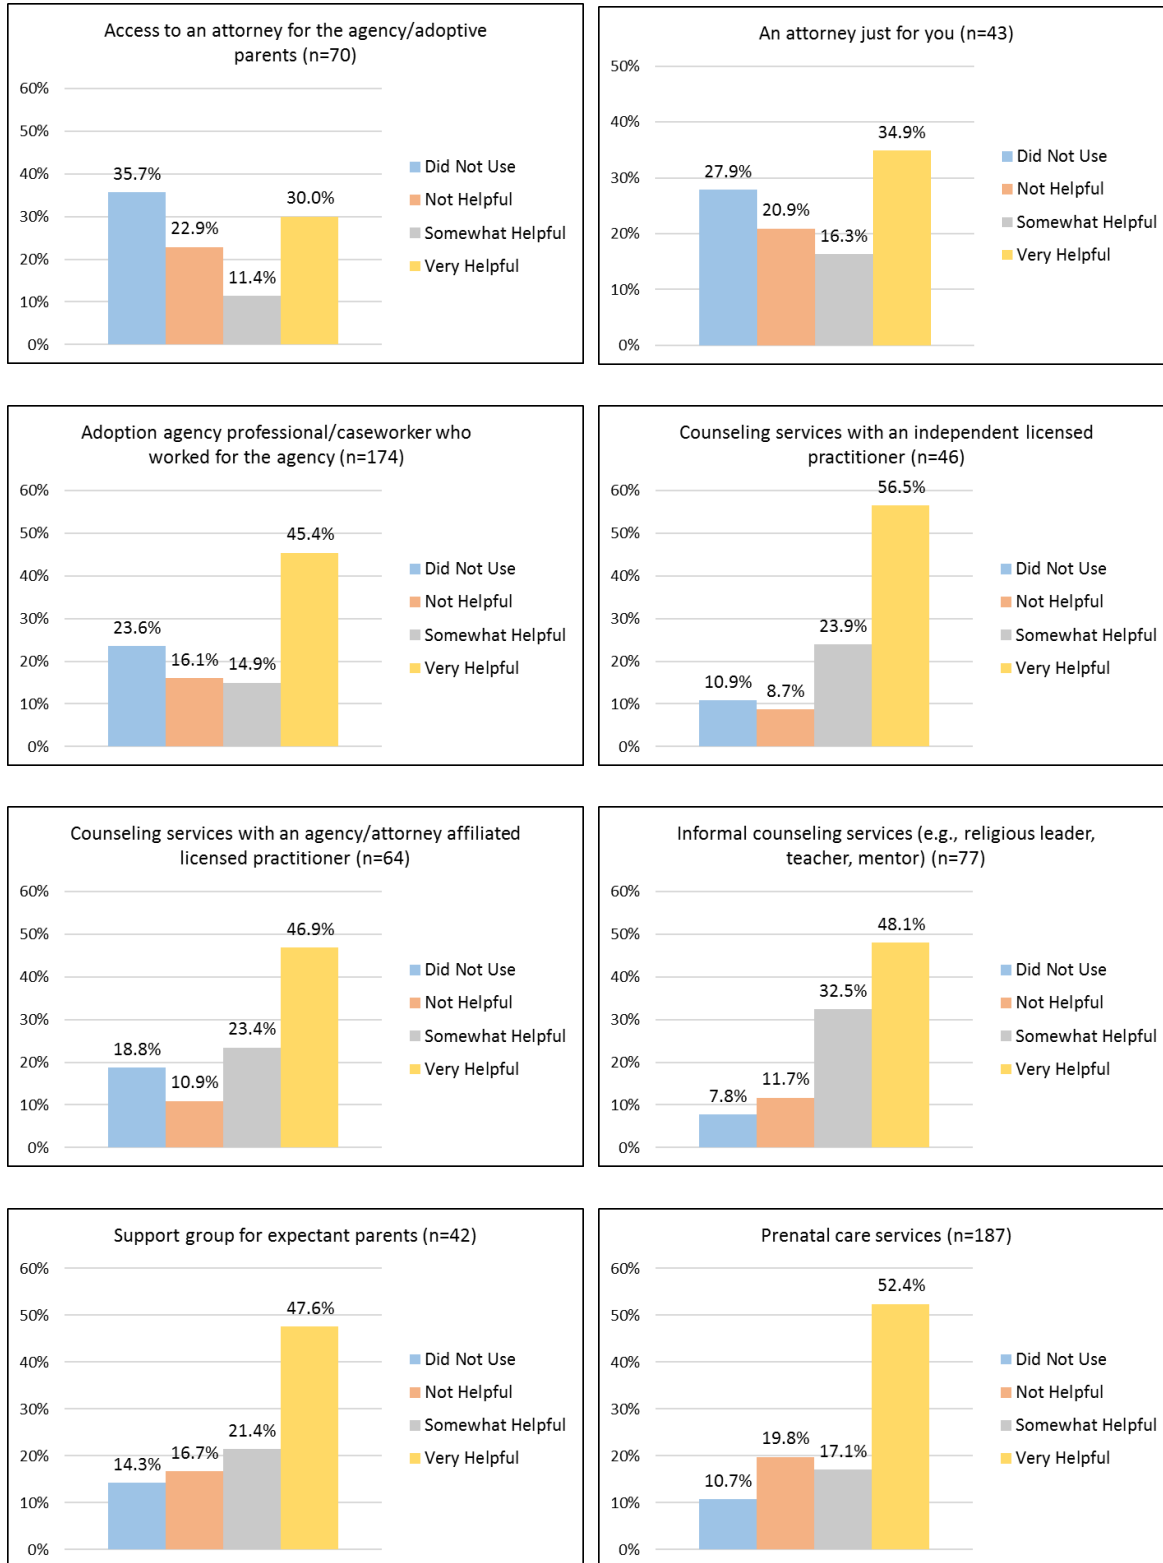 Access to an attorney for the agency/adoptive
parents (n=70)
60%
50%
40%
30%
20%
10%
0%
35.7%
22.9%
11.4%
30.0%
Did Not Use
Not Helpful
Somewhat Helpful
Very Helpful
An attorney just for you (n=43)
50%
40%
30%
20%
10%
0%
27.9%
20.9%
16.3%
34.9%
Did Not Use
Not Helpful
Somewhat Helpful
Very Helpful
Adoption agency professional/caseworker who
worked for the agency (n=174)
60%
50%
40%
30%
20%
10%
0%
23.6%
16.1%
14.9%
45.4%
Did Not Use
Not Helpful
Somewhat Helpful
Very Helpful
Counseling services with an independent licensed
practitioner (n=46)
60%
50%
40%
30%
20%
10%
0%
10.9%
8.7%
23.9%
56.5%
Did Not Use
Not Helpful
Somewhat Helpful
Very Helpful
Counseling services with an agency/attorney affiliated
licensed practitioner (n=64)
60%
50%
40%
30%
20%
10%
0%
18.8%
10.9%
23.4%
46.9%
Did Not Use
Not Helpful
Somewhat Helpful
Very Helpful
Informal counseling services (e.g., religious leader,
teacher, mentor) (n=77)
60%
50%
40%
30%
20%
10%
0%
7.8%
11.7%
32.5%
48.1%
Did Not Use
Not Helpful
Somewhat Helpful
Very Helpful
Support group for expectant parents (n=42)
60%
50%
40%
30%
20%
10%
0%
14.3%
16.7%
21.4%
47.6%
Did Not Use
Not Helpful
Somewhat Helpful
Very Helpful
Prenatal care services (n=187)
60%
50%
40%
30%
20%
10%
0%
10.7%
19.8%
17.1%
52.4%
Did Not Use
Not Helpful
Somewhat Helpful
Very Helpful